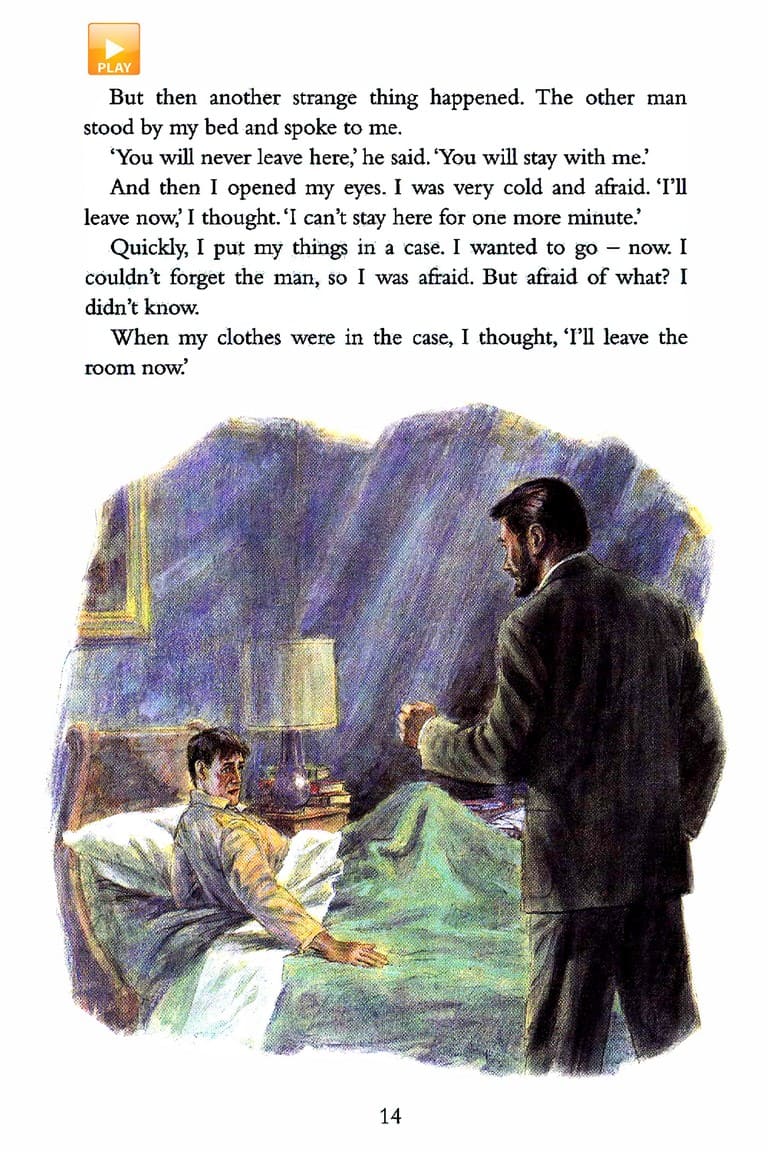 PLAY
But then another strange thing happened. The other man
stood by my bed and spoke to me.
‘You will never leave here,’ he said. ‘You will stay with me.’
And then I opened my eyes. I was very cold and afraid. ‘I’ll
leave now,’ I thought. ‘I can’t stay here for one more minute.’
Quickly, I put my things in a case. I wanted to go – now. I
couldn’t forget the man, so I was afraid. But afraid of what? I
didn’t know.
When my clothes were in the case, I thought, ‘I’ll leave the
room now.’
14